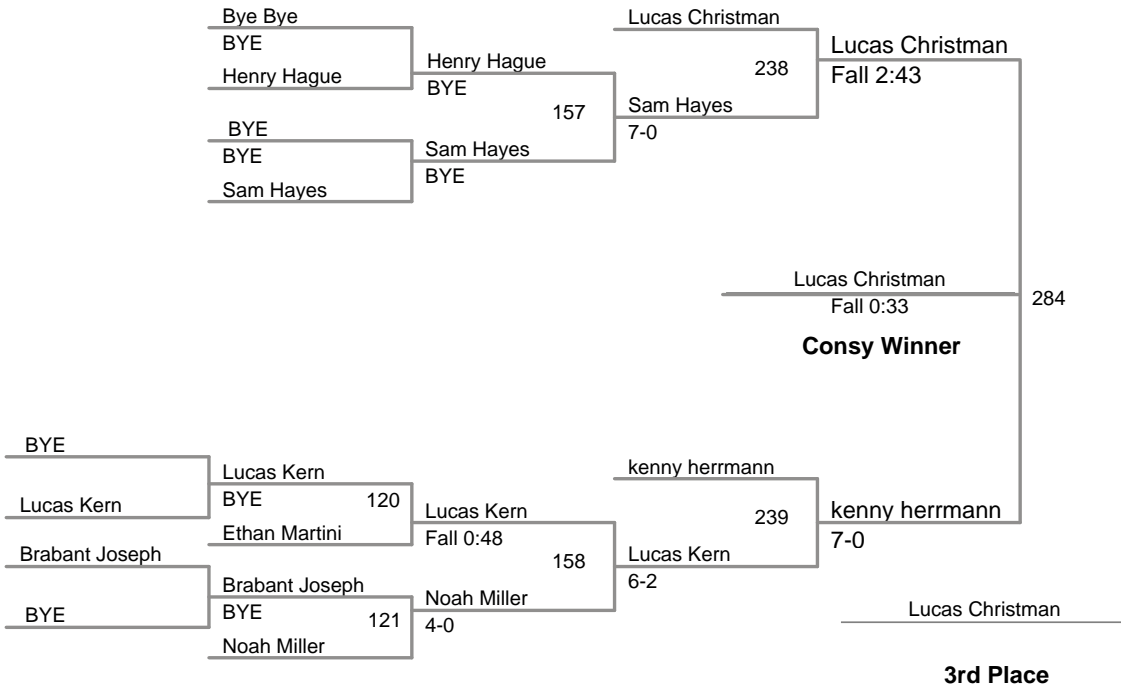 Bye Bye
BYE
Henry Hague
Henry Hague
BYE
157
BYE
BYE
Sam Hayes
Sam Hayes
BYE
Lucas Christman
238
Sam Hayes
7-0
Lucas Christman
Fall 2:43
Lucas Christman
Fall 0:33
284
Consy Winner
BYE
Lucas Kern
Lucas Kern
BYE
120
Ethan Martini
Lucas Kern
Fall 0:48
158
Brabant Joseph
BYE
Brabant Joseph
BYE
121
Noah Miller
Noah Miller
4-0
kenny herrmann
239
Lucas Kern
6-2
kenny herrmann
7-0
Lucas Christman
3rd Place